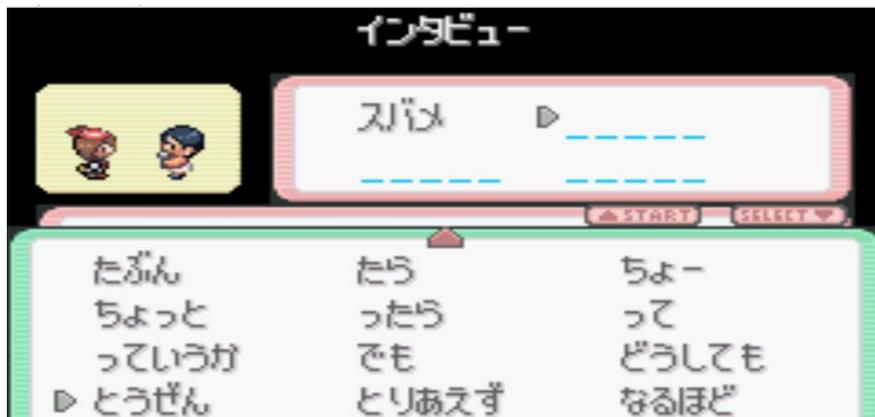 インタビュー
スバメ
START SELECT
たぶん たら ちょー
ちょっと ったら って
っていうか でも どうしても
とうぜん とりあえず なるほど